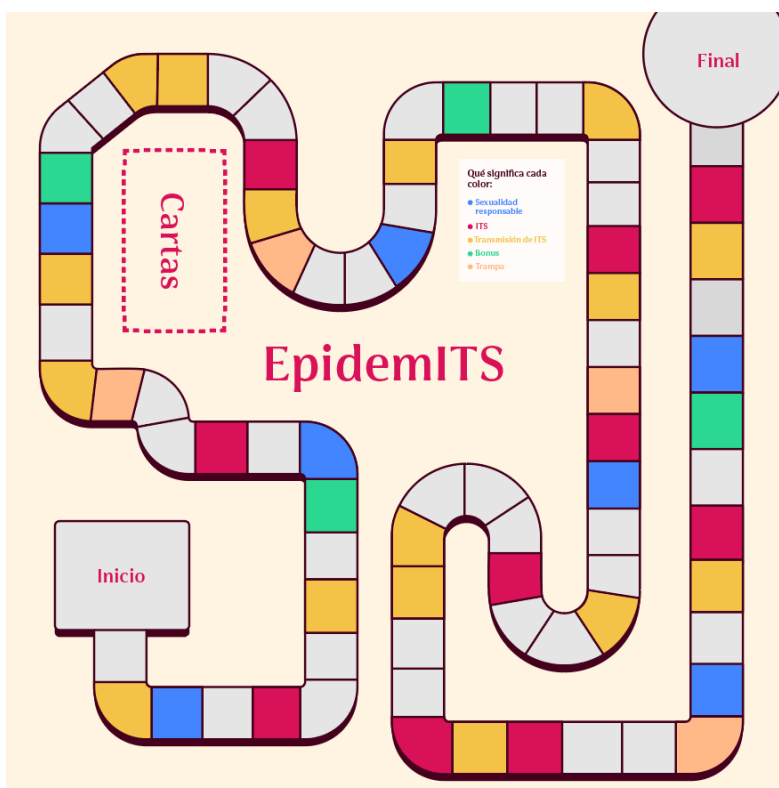 Final
Cartas
Qué significa cada
color:
Sexualidad
responsable
ITS
Transmisión de ITS
Bonus
Trampa
EpidemITS
Inicio